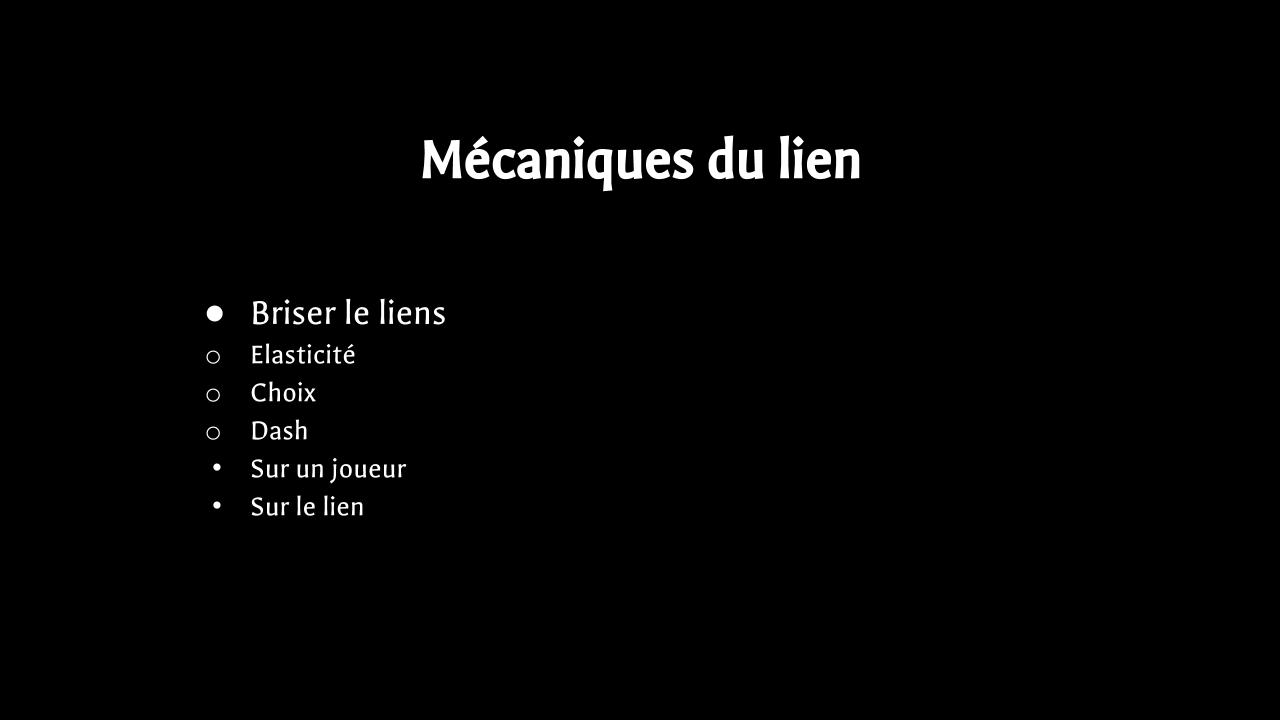 Mécaniques du lien
● Briser le liens
○ Elasticité
○ Choix
○ Dash
• Sur un joueur
• Sur le lien